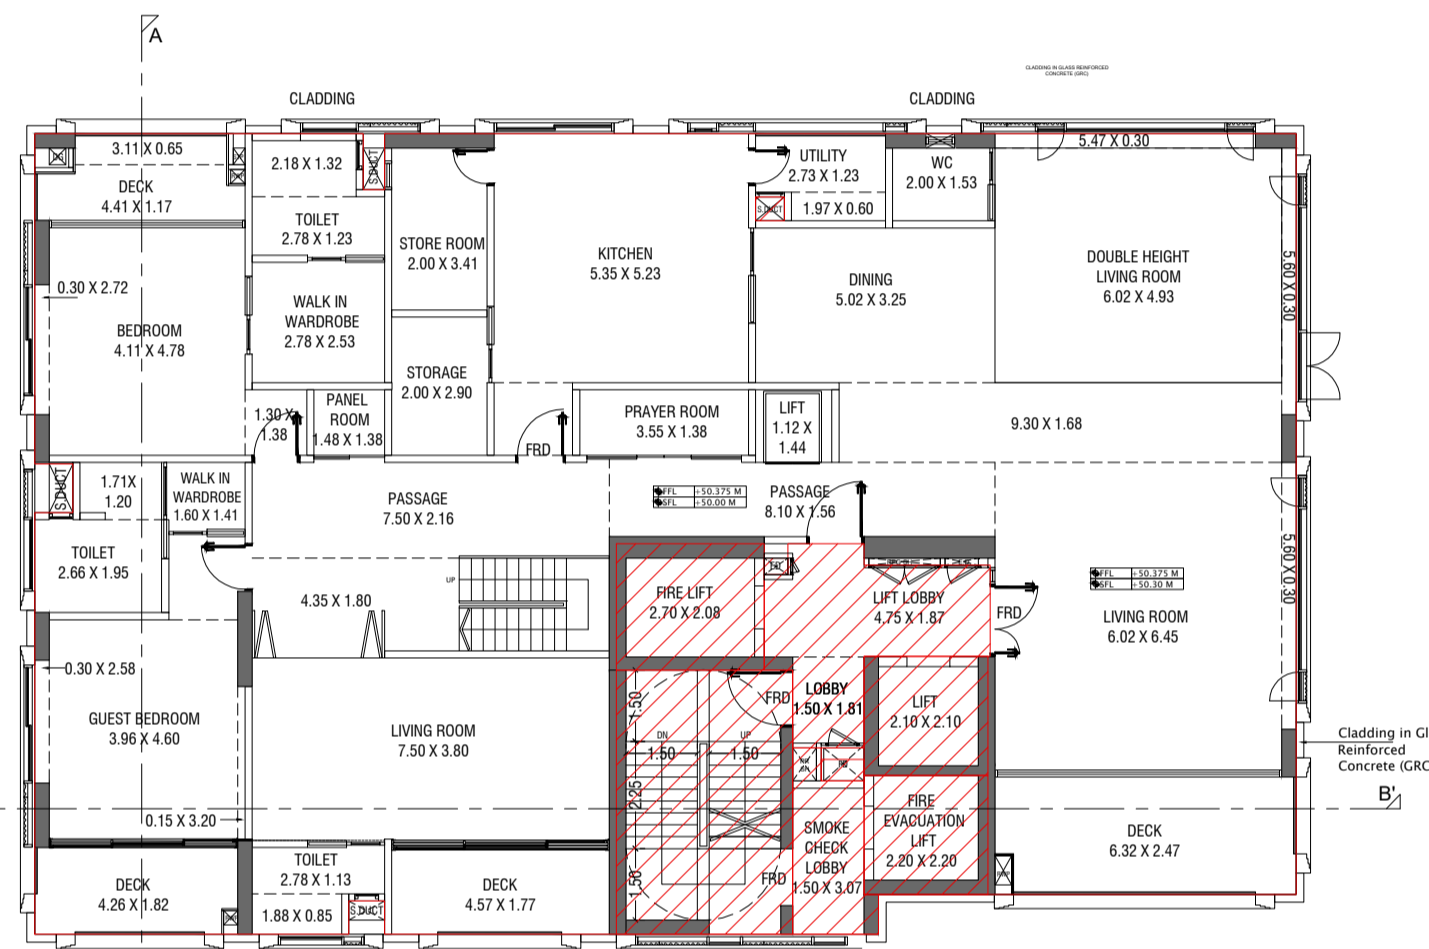 A
CLADDING IN GLASS REINFORCED
CONCRETE (GRC)
CLADDING
CLADDING
3.11 X 0.65
DECK
4.41 X 1.17
2.18 X 1.32
S.DUCT
TOILET
2.78 X 1.23
STORE ROOM
2.00 X 3.41
KITCHEN
5.35 X 5.23
UTILITY
2.73 X 1.23
S.DUCT
1.97 X 0.60
WC
2.00 X 1.53
5.47 X 0.30
DINING
5.02 X 3.25
DOUBLE HEIGHT
LIVING ROOM
6.02 X 4.93
5.60 X 0.30
0.30 X 2.72
BEDROOM
4.11 X 4.78
WALK IN
WARDROBE
2.78 X 2.53
STORAGE
2.00 X 2.90
1.30 X
1.38
PANEL
ROOM
1.48 X 1.38
FRD
PRAYER ROOM
3.55 X 1.38
LIFT
1.12 X
1.44
9.30 X 1.68
S.DUCT
1.71X
1.20
WALK IN
WARDROBE
1.60 X 1.41
PASSAGE
7.50 X 2.16
FFL +50.375 M
SFL +50.00 M
PASSAGE
8.10 X 1.56
TOILET
2.66 X 1.95
UP
4.35 X 1.80
FIRE LIFT
2.70 X 2.08
LIFT LOBBY
4.75 X 1.87
FRD
FFL +50.375 M
SFL +50.30 M
LIVING ROOM
6.02 X 6.45
5.60 X 0.30
0.30 X 2.58
GUEST BEDROOM
3.96 X 4.60
LIVING ROOM
7.50 X 3.80
1.50
FRD
LOBBY
1.50 X 1.81
LIFT
2.10 X 2.10
DN
UP
1.50
1.50
Cladding in Gl
Reinforced
Concrete (GRC
B'
2.25
0.15 X 3.20
SMOKE
CHECK
LOBBY
1.50 X 3.07
FIRE
EVACUATION
LIFT
2.20 X 2.20
DECK
6.32 X 2.47
TOILET
2.78 X 1.13
DECK
4.26 X 1.82
1.88 X 0.85
S.DUCT
DECK
4.57 X 1.77
1.50
FRD